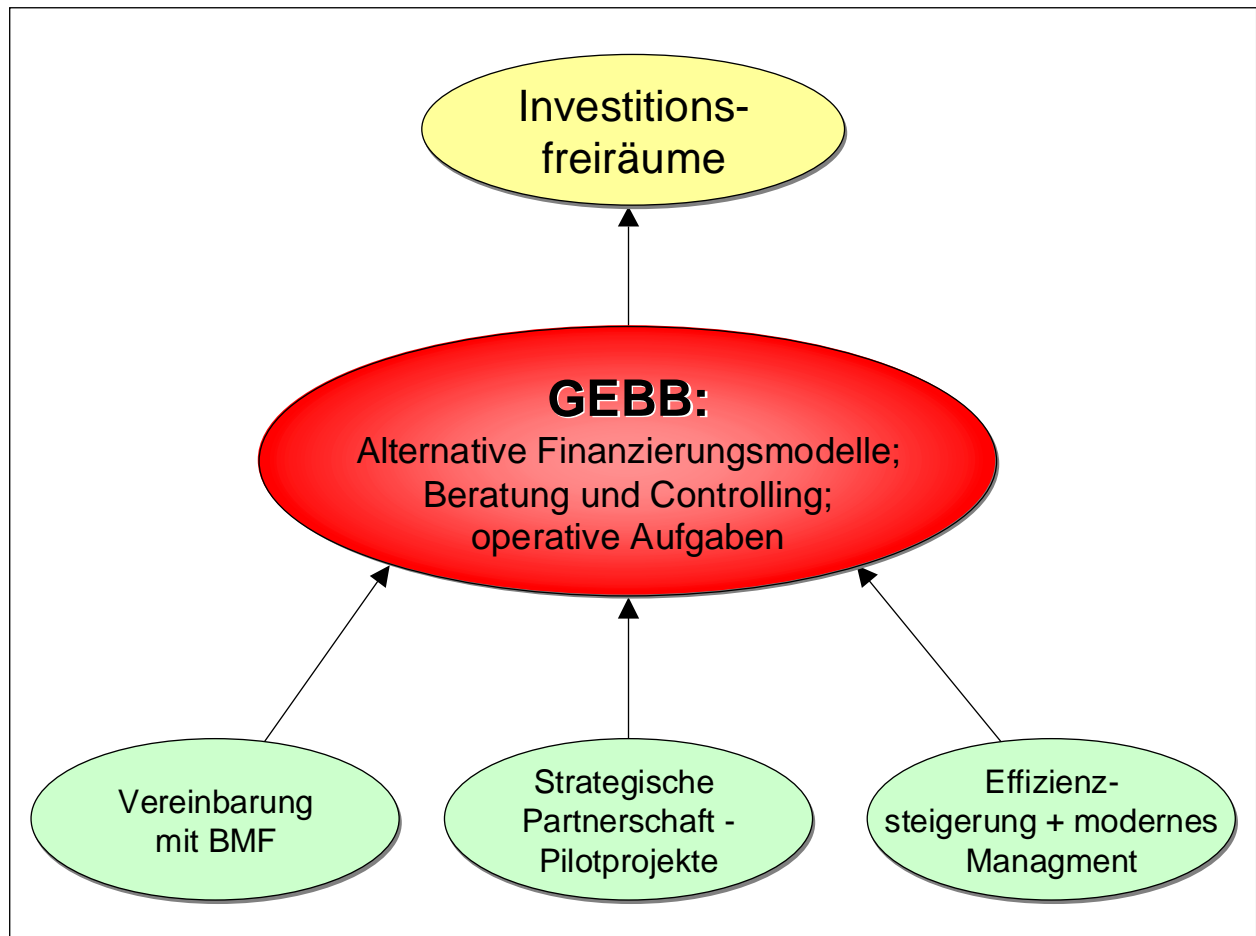 Investitions-
freiräume
GEBB:
Alternative Finanzierungsmodelle;
Beratung und Controlling;
operative Aufgaben
Vereinbarung
mit BMF
Strategische
Partnerschaft -
Pilotprojekte
Effizienz-
steigerung + modernes
Managment